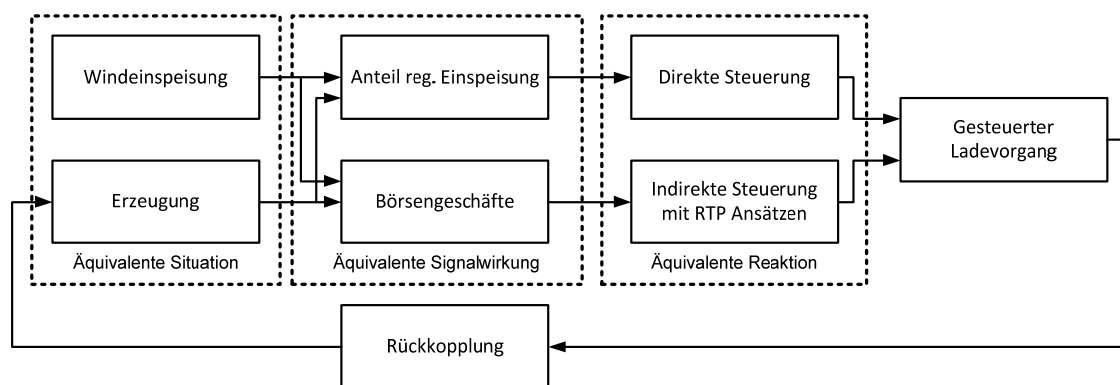 Windeinspeisung
Anteil reg. Einspeisung
Direkte Steuerung
Gesteuerter
Ladevorgang
Erzeugung
Börsengeschäfte
Indirekte Steuerung
mit RTP Ansätzen
Äquivalente Situation
Äquivalente Signalwirkung
Äquivalente Reaktion
Rückkopplung